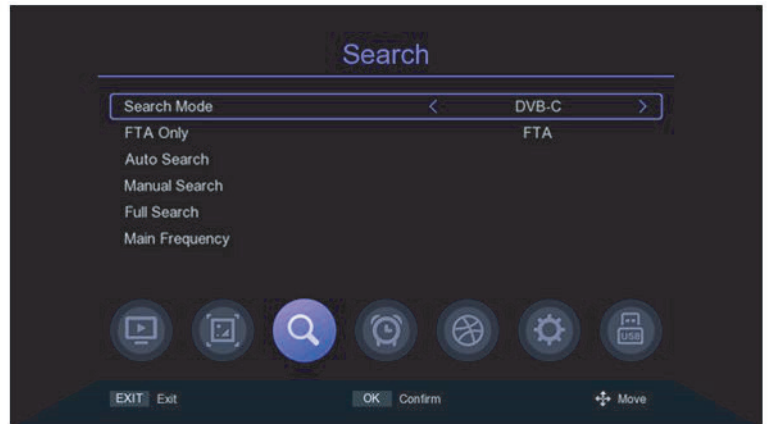 Search
Search Mode < DVB-C >
FTA Only FTA
Auto Search
Manual Search
Full Search
Main Frequency
USB
EXIT Exit OK Confirm Move